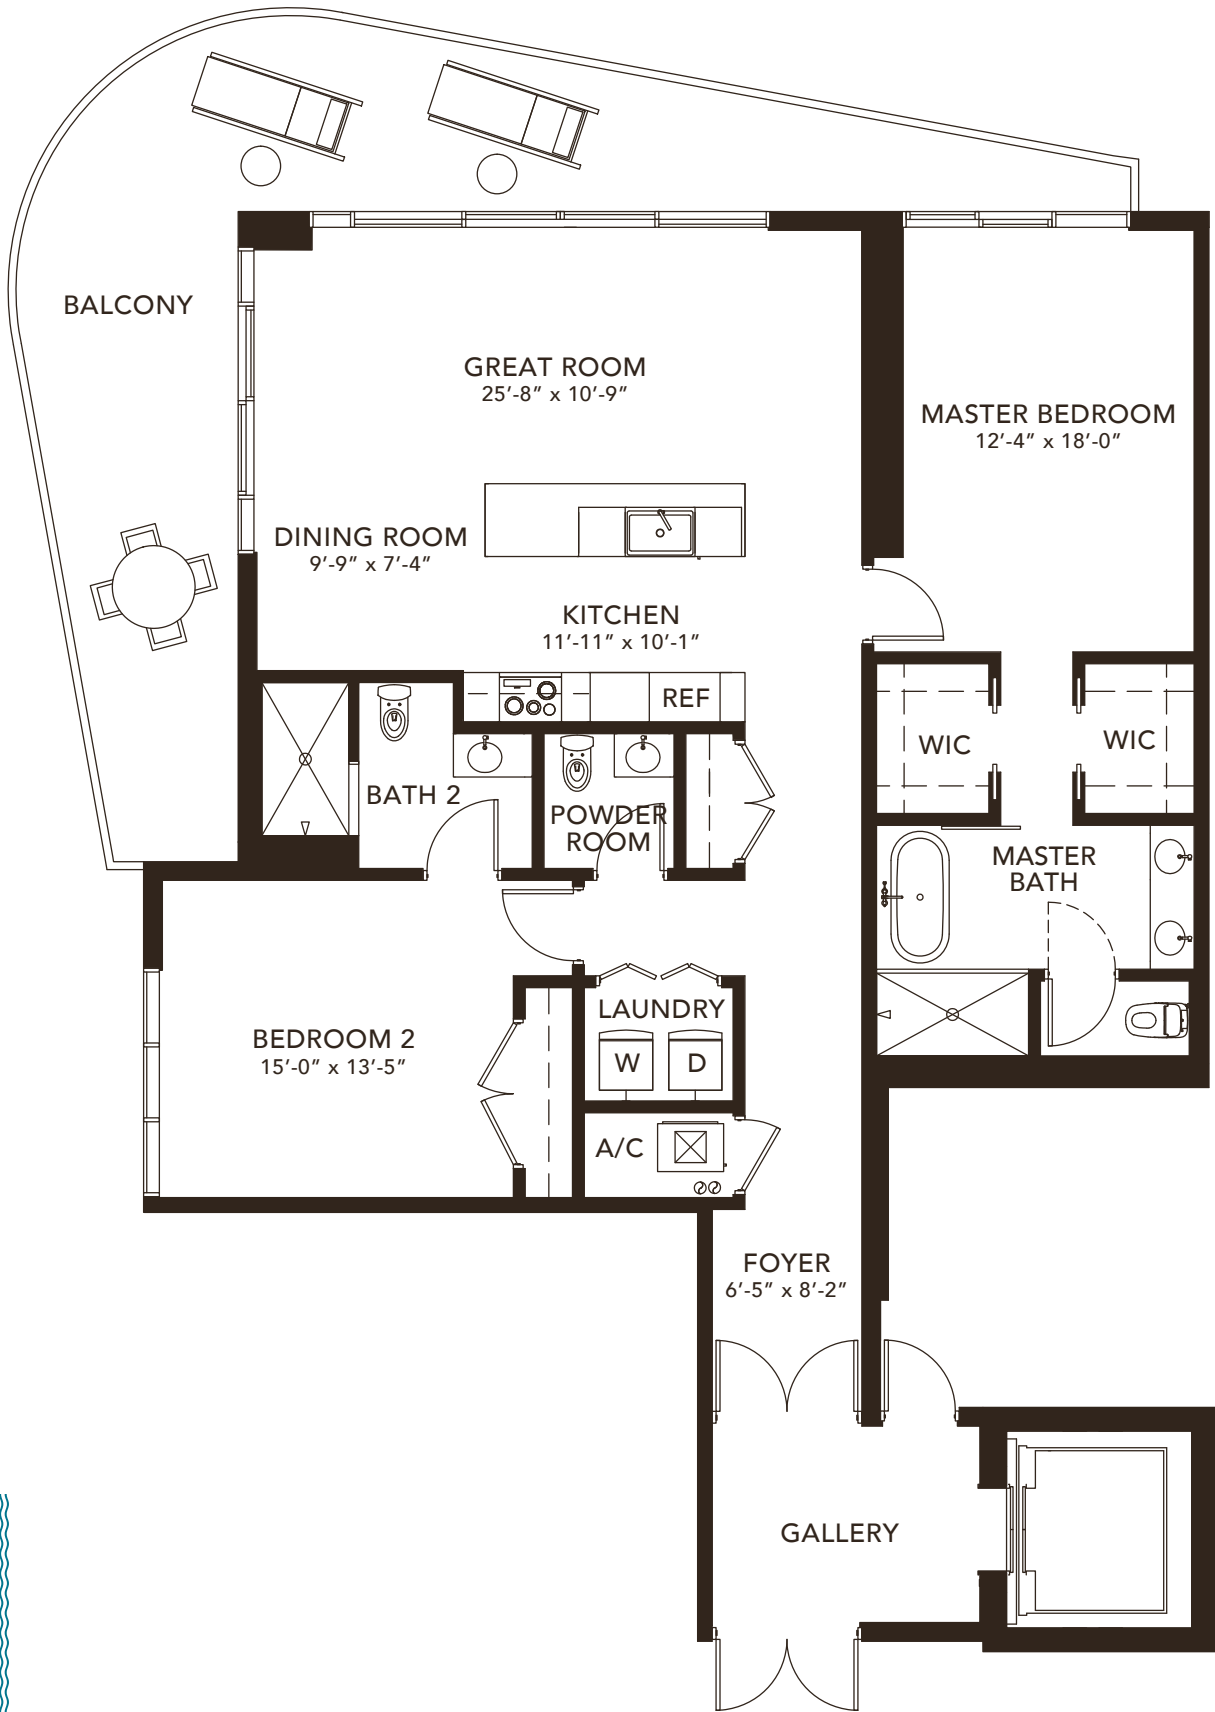 BALCONY
GREAT ROOM
25'-8" x 10'-9"
MASTER BEDROOM
12'-4" x 18'-0"
DINING ROOM
9'-9" x 7'-4"
KITCHEN
11'-11" x 10'-1"
REF
WIC
WIC
BATH 2
POWDER
ROOM
MASTER
BATH
LAUNDRY
W
D
BEDROOM 2
15'-0" x 13'-5"
A/C
FOYER
6'-5" x 8'-2"
GALLERY